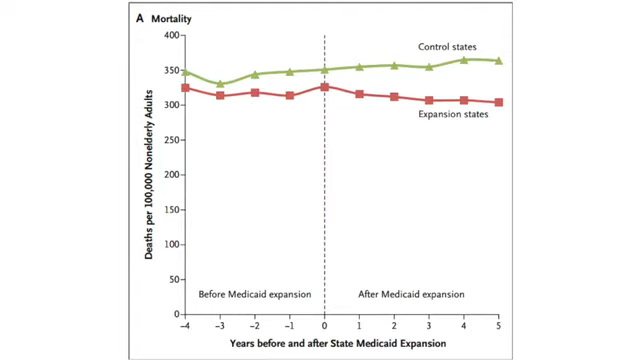 A Mortality
400
350
300
250
200
150
100
50
0
Deaths per 100,000 Nonelderly Adults
Control states
Expansion states
Before Medicaid expansion
After Medicaid expansion
−4 −3 −2 −1 0 1 2 3 4 5
Years before and after State Medicaid Expansion